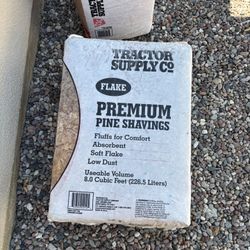 TRACTOR
SUPPLY CO
FLAKE
PREMIUM
PINE SHAVINGS
Fluffs for Comfort
Absorbent
Soft Flake
Low Dust
Useable Volume
8.0 Cubic Feet (226.5 Liters)